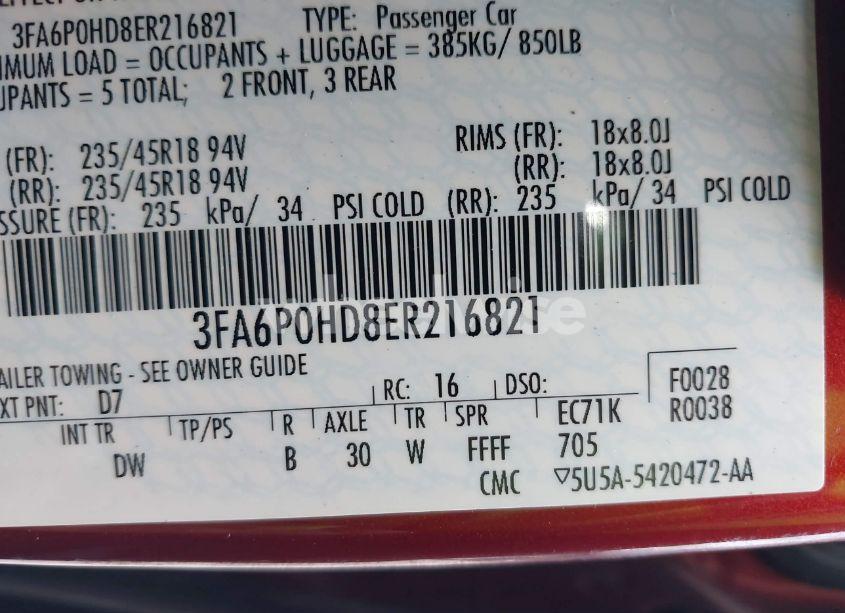 3FA6P0HD8ER216821 TYPE: Passenger Car
IMUM LOAD = OCCUPANTS + LUGGAGE = 385KG/ 850LB
UPANTS = 5 TOTAL; 2 FRONT, 3 REAR
(FR): 235/45R18 94V RIMS (FR): 18x8.0J
(RR): 235/45R18 94V (RR): 18x8.0J
SSURE (FR): 235 kPa/ 34 PSI COLD (RR): 235 kPa/ 34 PSI COLD
3FA6P0HD8ER216821
AILER TOWING - SEE OWNER GUIDE
XT PNT: D7 RC: 16 DSO: F0028
INT TR TP/PS R AXLE TR SPR EC71K R0038
DW B 30 W FFFF 705
CMC ▽5U5A-5420472-AA